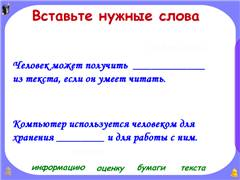 Вставьте нужные слова
Человек может получить ____________
из текста, если он умеет читать.
Компьютер используется человеком для
хранения ________ и для работы с ним.
информацию оценку бумаги текста